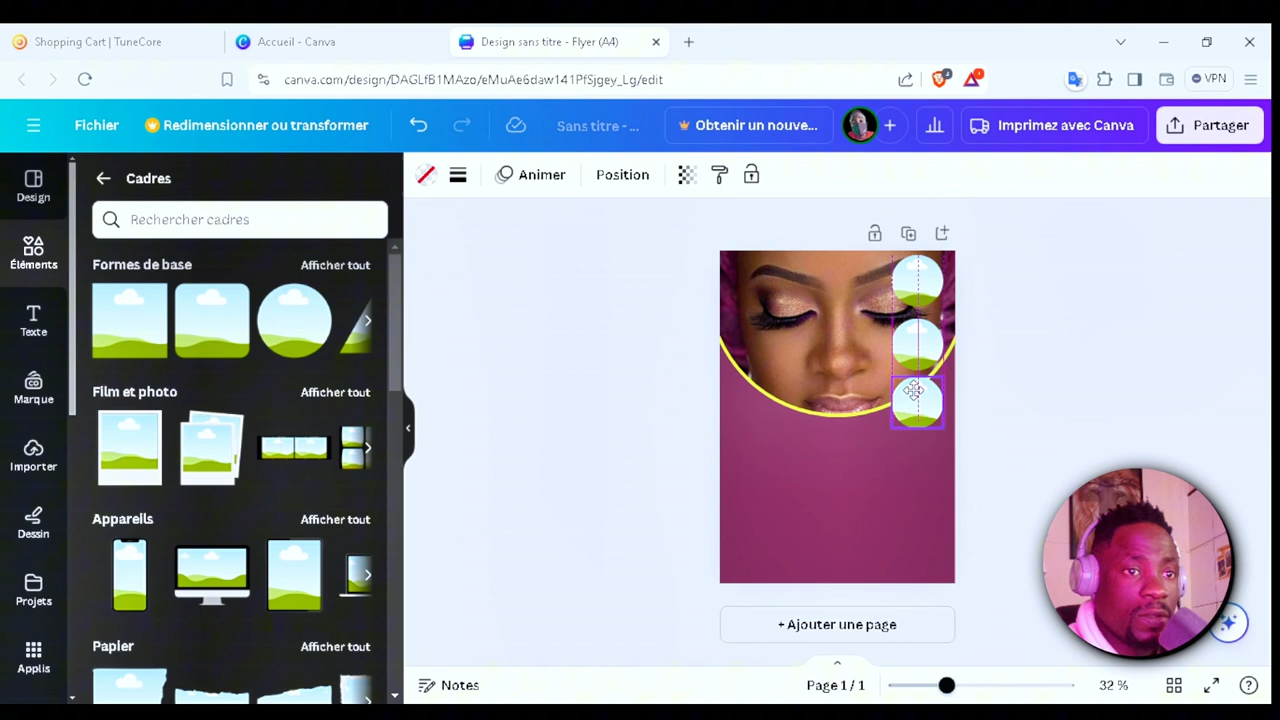 Shopping Cart | TuneCore
Accueil - Canva
Design sans titre - Flyer (A4)
canva.com/design/DAGLfB1MAzo/eMuAe6daw141PfSjgey_Lg/edit
4
1
VPN
Fichier
Redimensionner ou transformer
Sans titre - ...
Obtenir un nouve...
Imprimez avec Canva
Partager
Design
Éléments
Texte
Marque
Importer
Dessin
Projets
Applis
Cadres
Rechercher cadres
Formes de base
Afficher tout
Film et photo
Afficher tout
Appareils
Afficher tout
Papier
Afficher tout
Animer
Position
+ Ajouter une page
Notes
Page 1 / 1
32 %